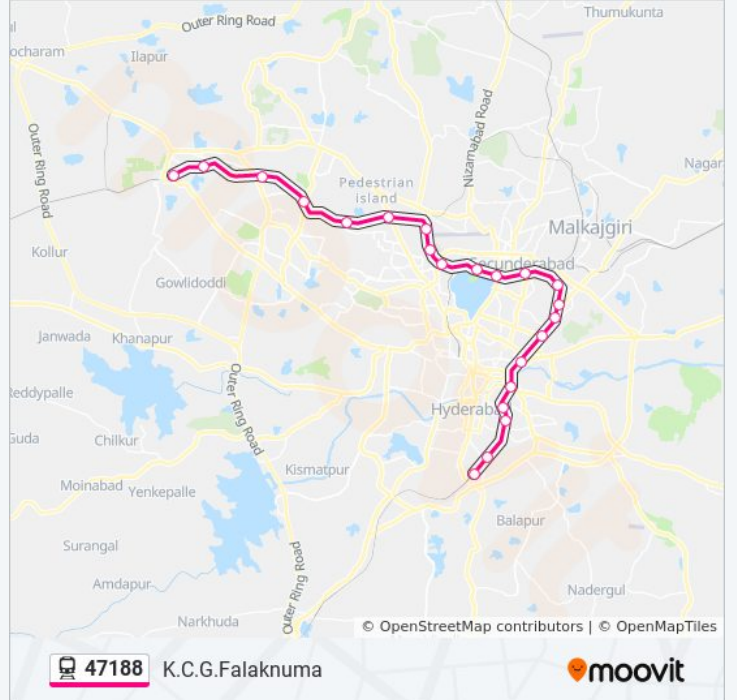 Outer Ring Road
Thumukunta
ocharam
Ilapur
Outer Ring Road
Nizamabad Road
Nagar
Pedestrian
island
Malkajgiri
Kollur
Secunderabad
Gowlidoddi
Janwada
Khanapur
Outer Ring Road
Reddypalle
Hyderabad
Guda
Chilkur
Kismatpur
Moinabad
Yenkepalle
Balapur
Surangal
Outer Ring Road
Amdapur
Nadergul
Narkhuda
© OpenStreetMap contributors | © OpenMapTiles
47188 K.C.G.Falaknuma
moovit